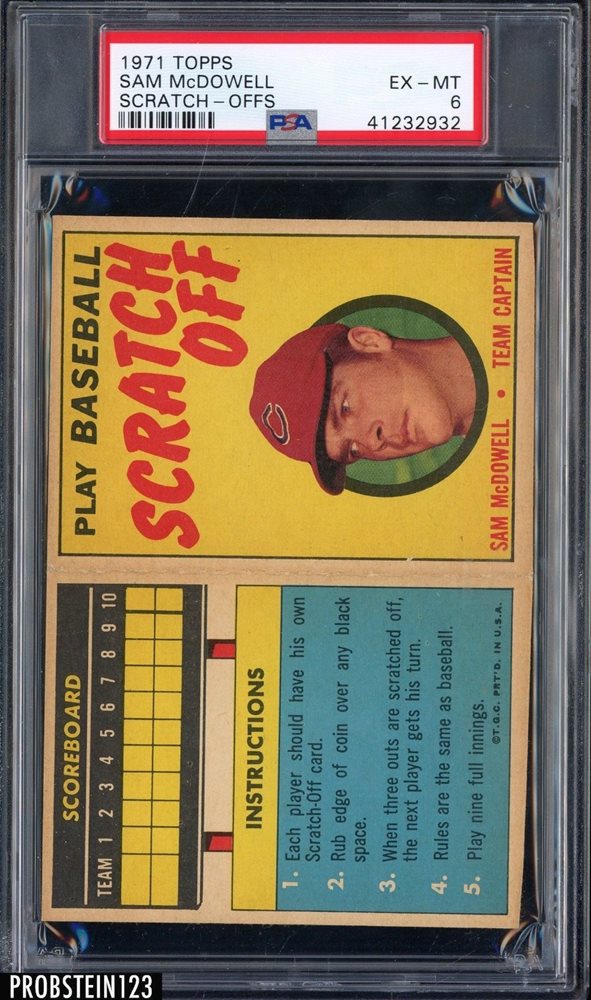 1971 TOPPS
SAM McDOWELL EX - MT
SCRATCH - OFFS 6
PSA 41232932
PLAY BASEBALL
SCRATCH
OFF
C
SAM McDOWELL • TEAM CAPTAIN
SCOREBOARD
TEAM 1 2 3 4 5 6 7 8 9 10
INSTRUCTIONS
1. Each player should have his own
Scratch-Off card.
2. Rub edge of coin over any black
space.
3. When three outs are scratched off,
the next player gets his turn.
4. Rules are the same as baseball.
5. Play nine full innings.
©T.G.C. PRT'D. IN U.S.A.
PROBSTEIN123